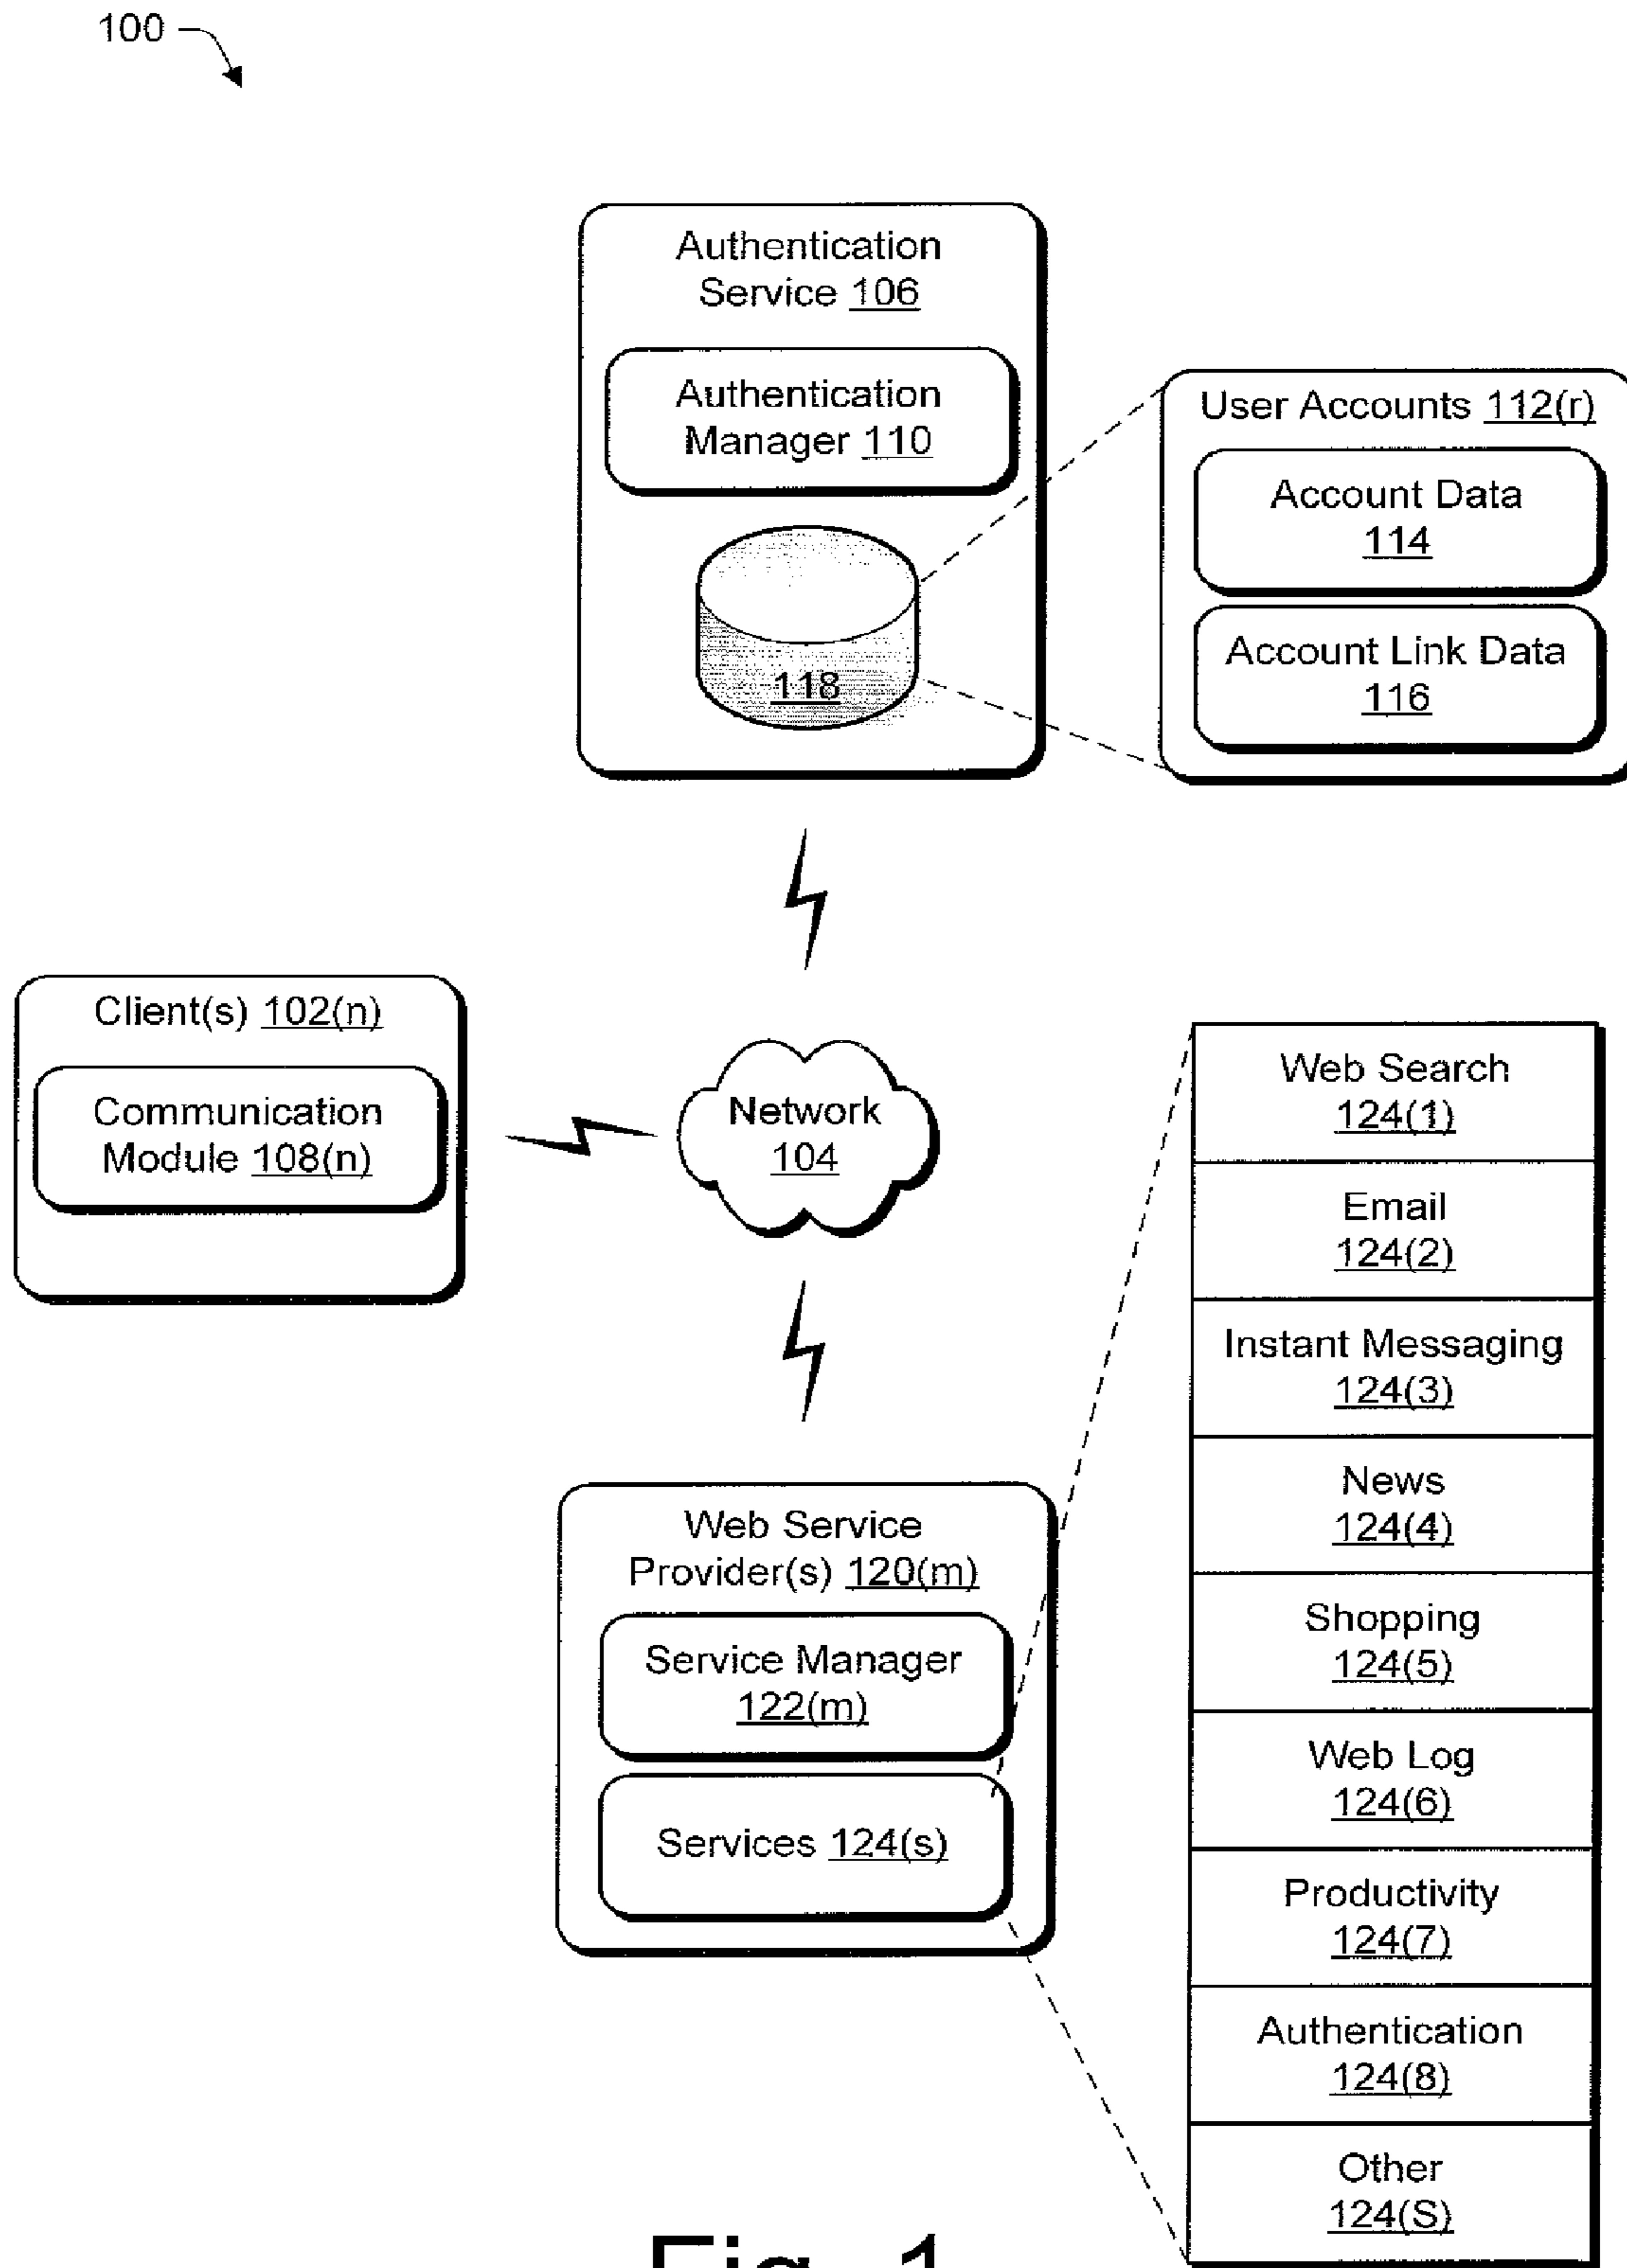 100
Authentication
Service 106
Authentication
Manager 110
118
User Accounts 112(r)
Account Data
114
Account Link Data
116
Client(s) 102(n)
Communication
Module 108(n)
Network
104
Web Service
Provider(s) 120(m)
Service Manager
122(m)
Services 124(s)
Web Search
124(1)
Email
124(2)
Instant Messaging
124(3)
News
124(4)
Shopping
124(5)
Web Log
124(6)
Productivity
124(7)
Authentication
124(8)
Other
124(S)
Fig. 1